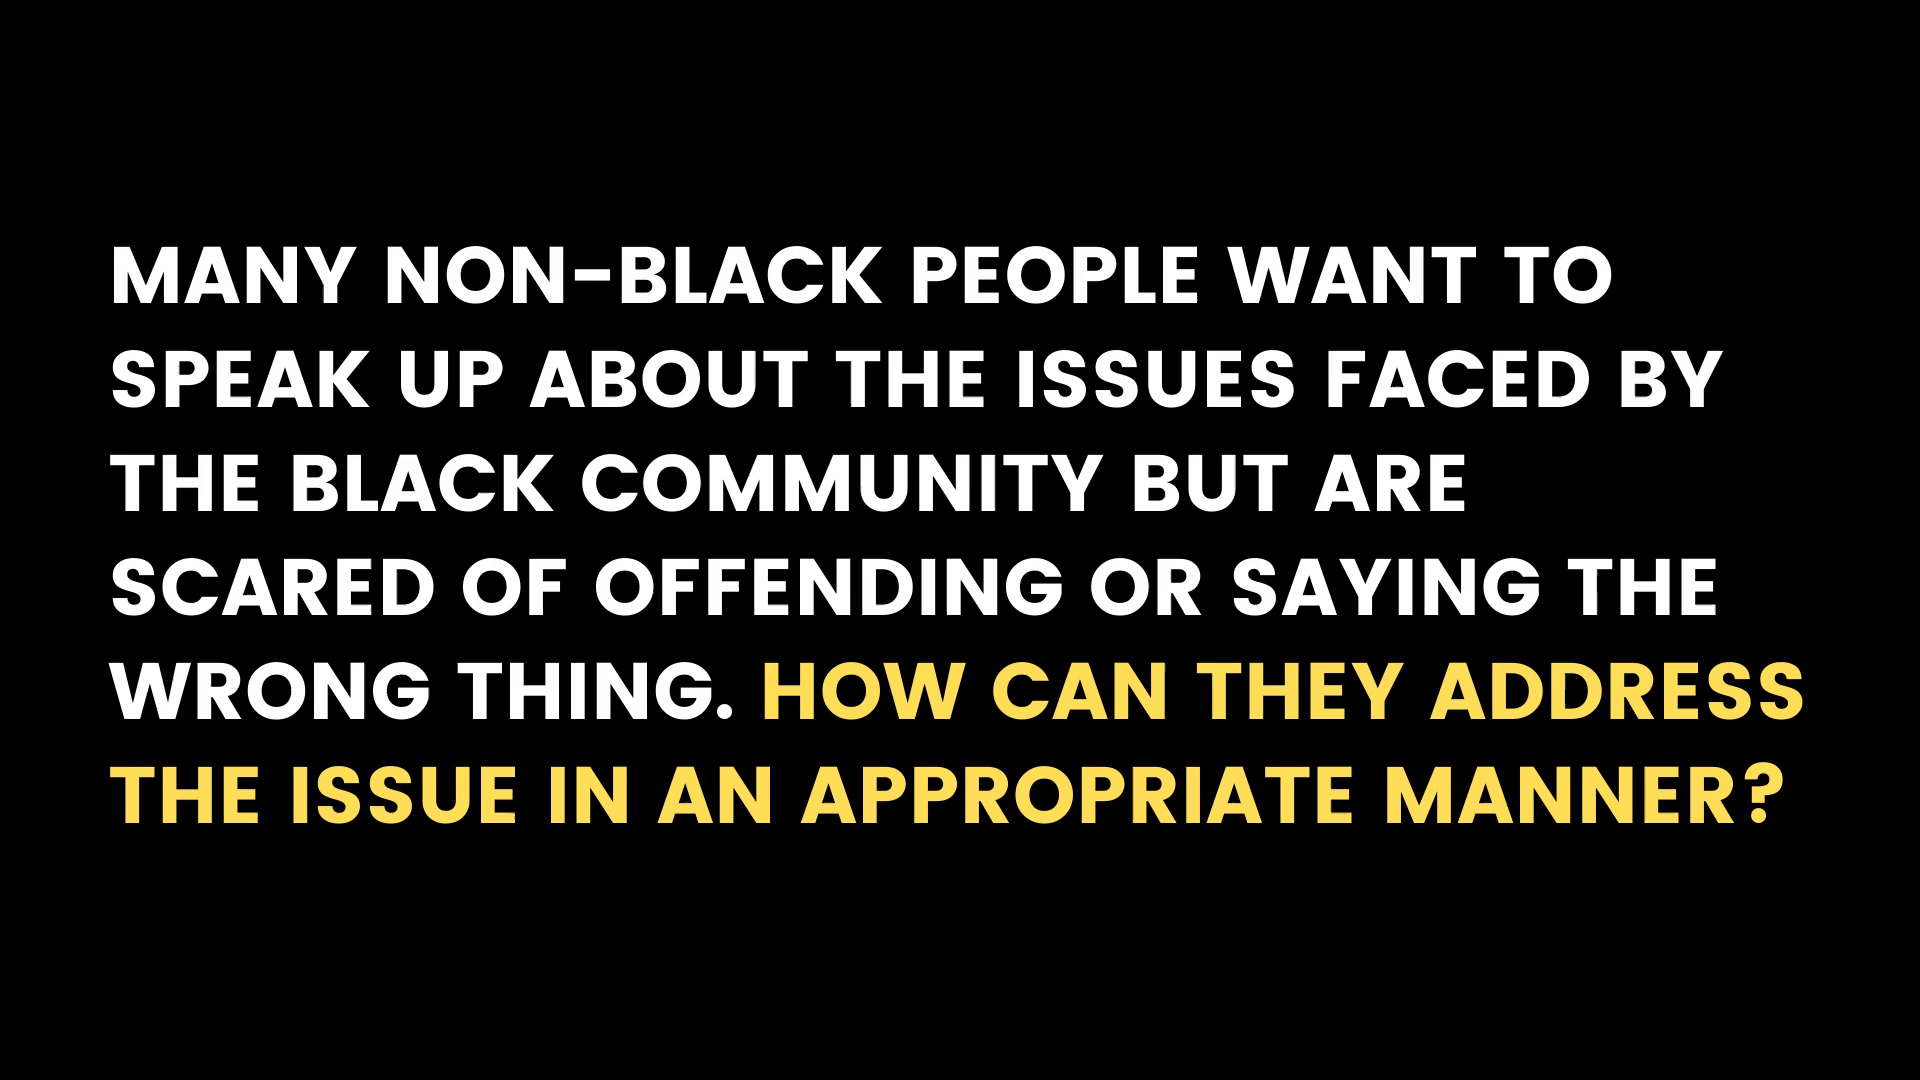 MANY NON-BLACK PEOPLE WANT TO
SPEAK UP ABOUT THE ISSUES FACED BY
THE BLACK COMMUNITY BUT ARE
SCARED OF OFFENDING OR SAYING THE
WRONG THING. HOW CAN THEY ADDRESS
THE ISSUE IN AN APPROPRIATE MANNER?